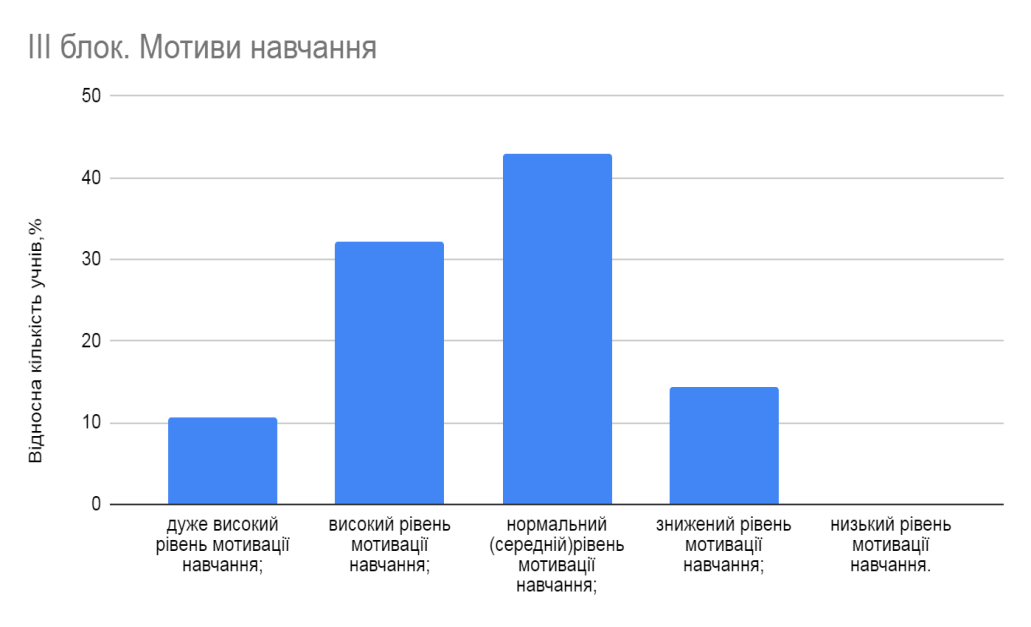 III блок. Мотиви навчання
Відносна кількість учнів,%
50
40
30
20
10
0
дуже високий
рівень мотивації
навчання;
високий рівень
мотивації
навчання;
нормальний
(середній)рівень
мотивації
навчання;
знижений рівень
мотивації
навчання;
низький рівень
мотивації
навчання.